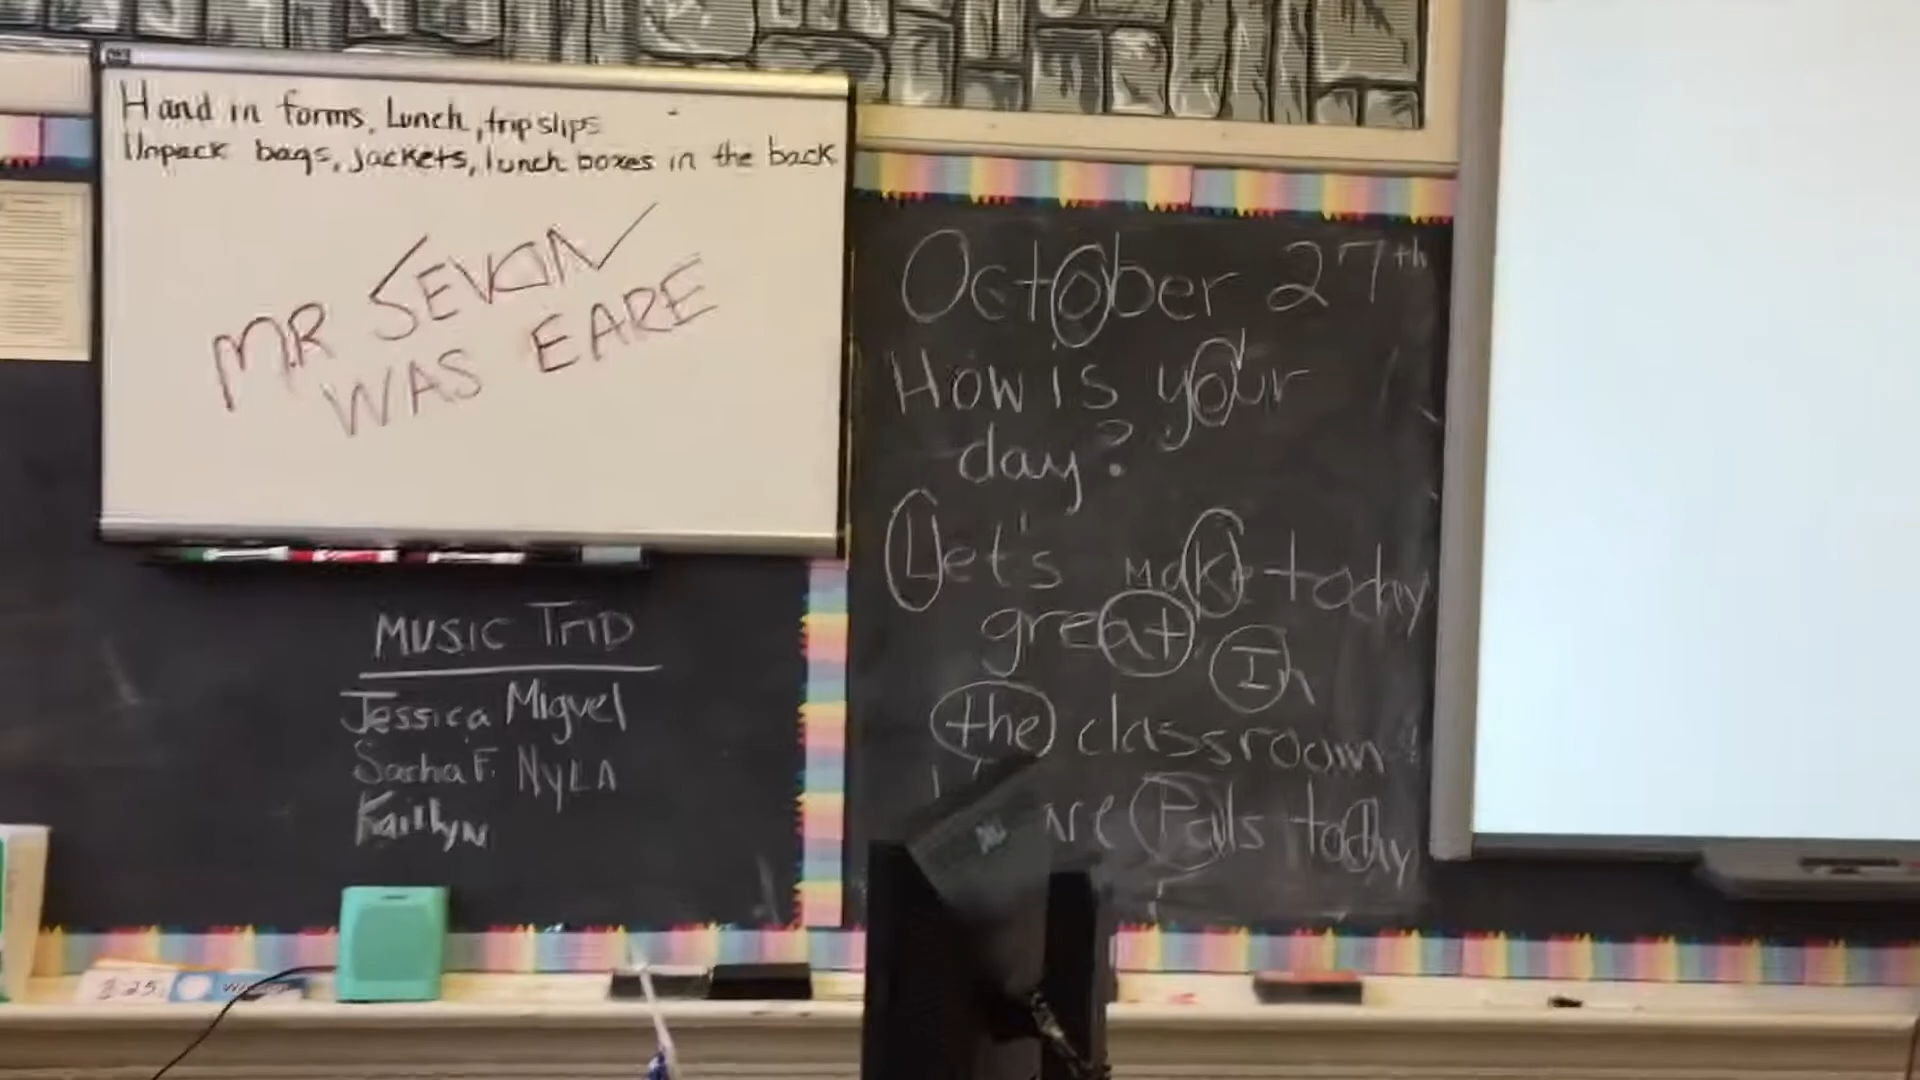 Hand in forms, Lunch, trip slips
Unpack bags, jackets, lunch boxes in the back
MR SEVON
WAS EARE
MUSIC TrIP
Jessica Miguel
Sacha F. NyLA
Kaitlyn
October 27th
How is your
day?
Let's make today
great In
the classroom
Pals today